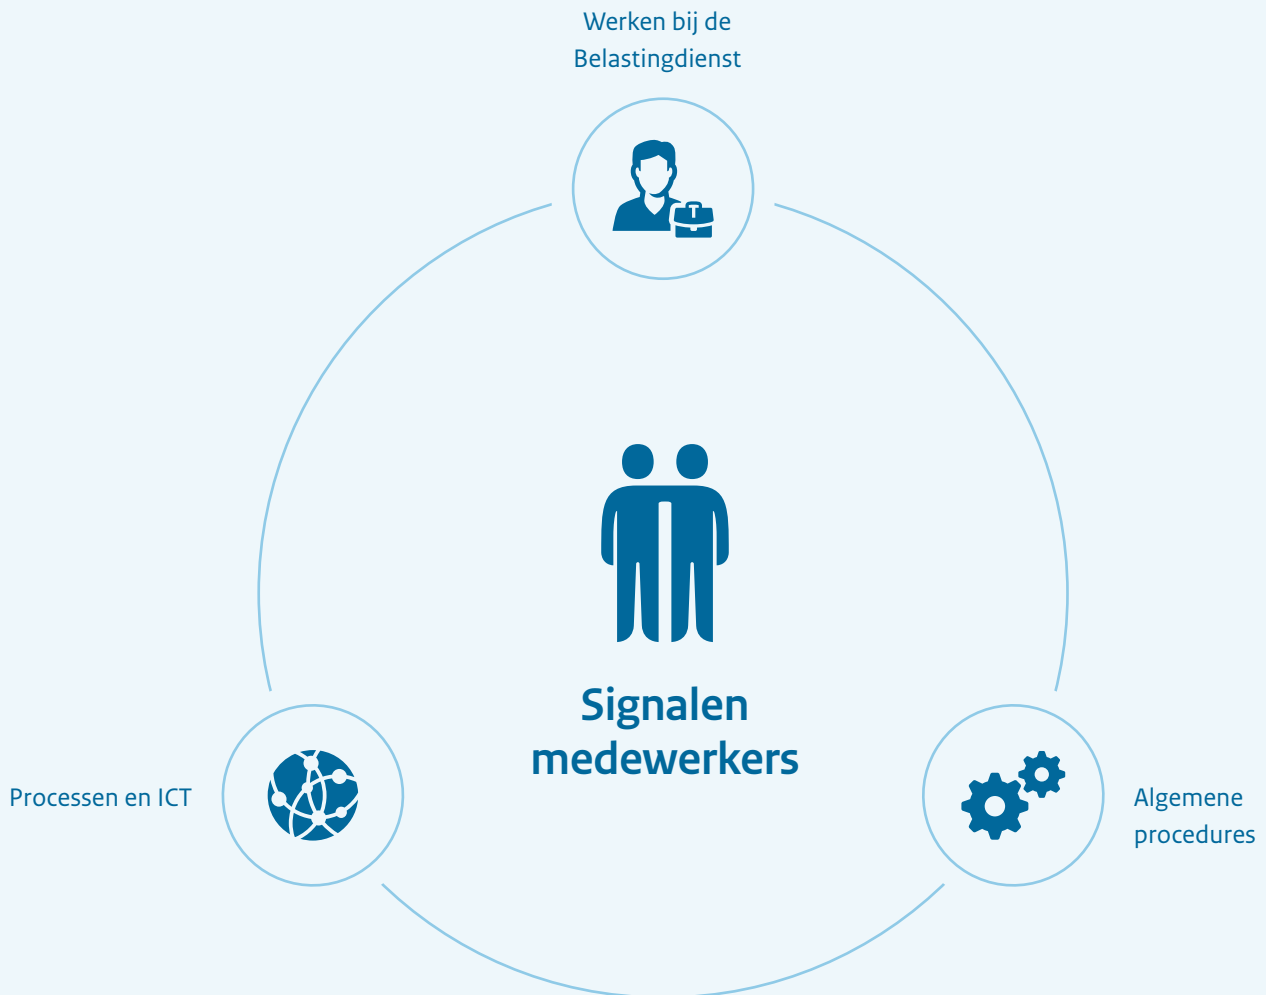 Werken bij de
Belastingdienst
Signalen
medewerkers
Processen en ICT
Algemene
procedures